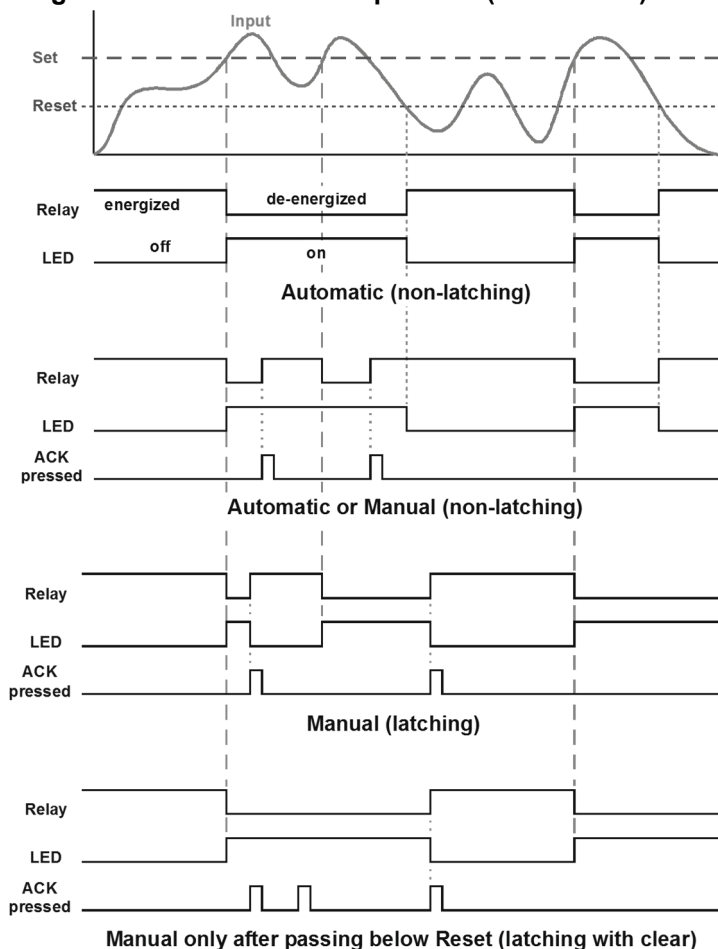 Input
Set
Reset
Relay energized de-energized
LED off on
Automatic (non-latching)
Relay
LED
ACK
pressed
Automatic or Manual (non-latching)
Relay
LED
ACK
pressed
Manual (latching)
Relay
LED
ACK
pressed
Manual only after passing below Reset (latching with clear)